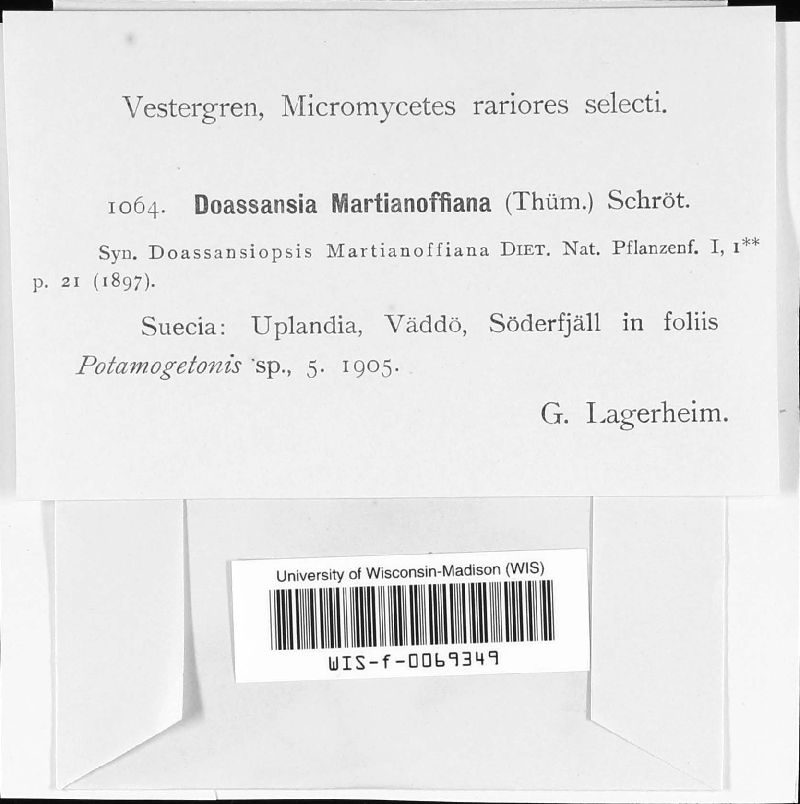 Vestergren, Micromycetes rariores selecti.
1064. Doassansia Martianoffiana (Thüm.) Schröt.
Syn. Doassansiopsis Martianoffiana DIET. Nat. Pflanzenf. I, 1**
p. 21 (1897).
Suecia: Uplandia, Väddö, Söderfjäll in foliis
Potamogetonis sp., 5. 1905.
G. Lagerheim.
University of Wisconsin-Madison (WIS)
WIS-f-0069349